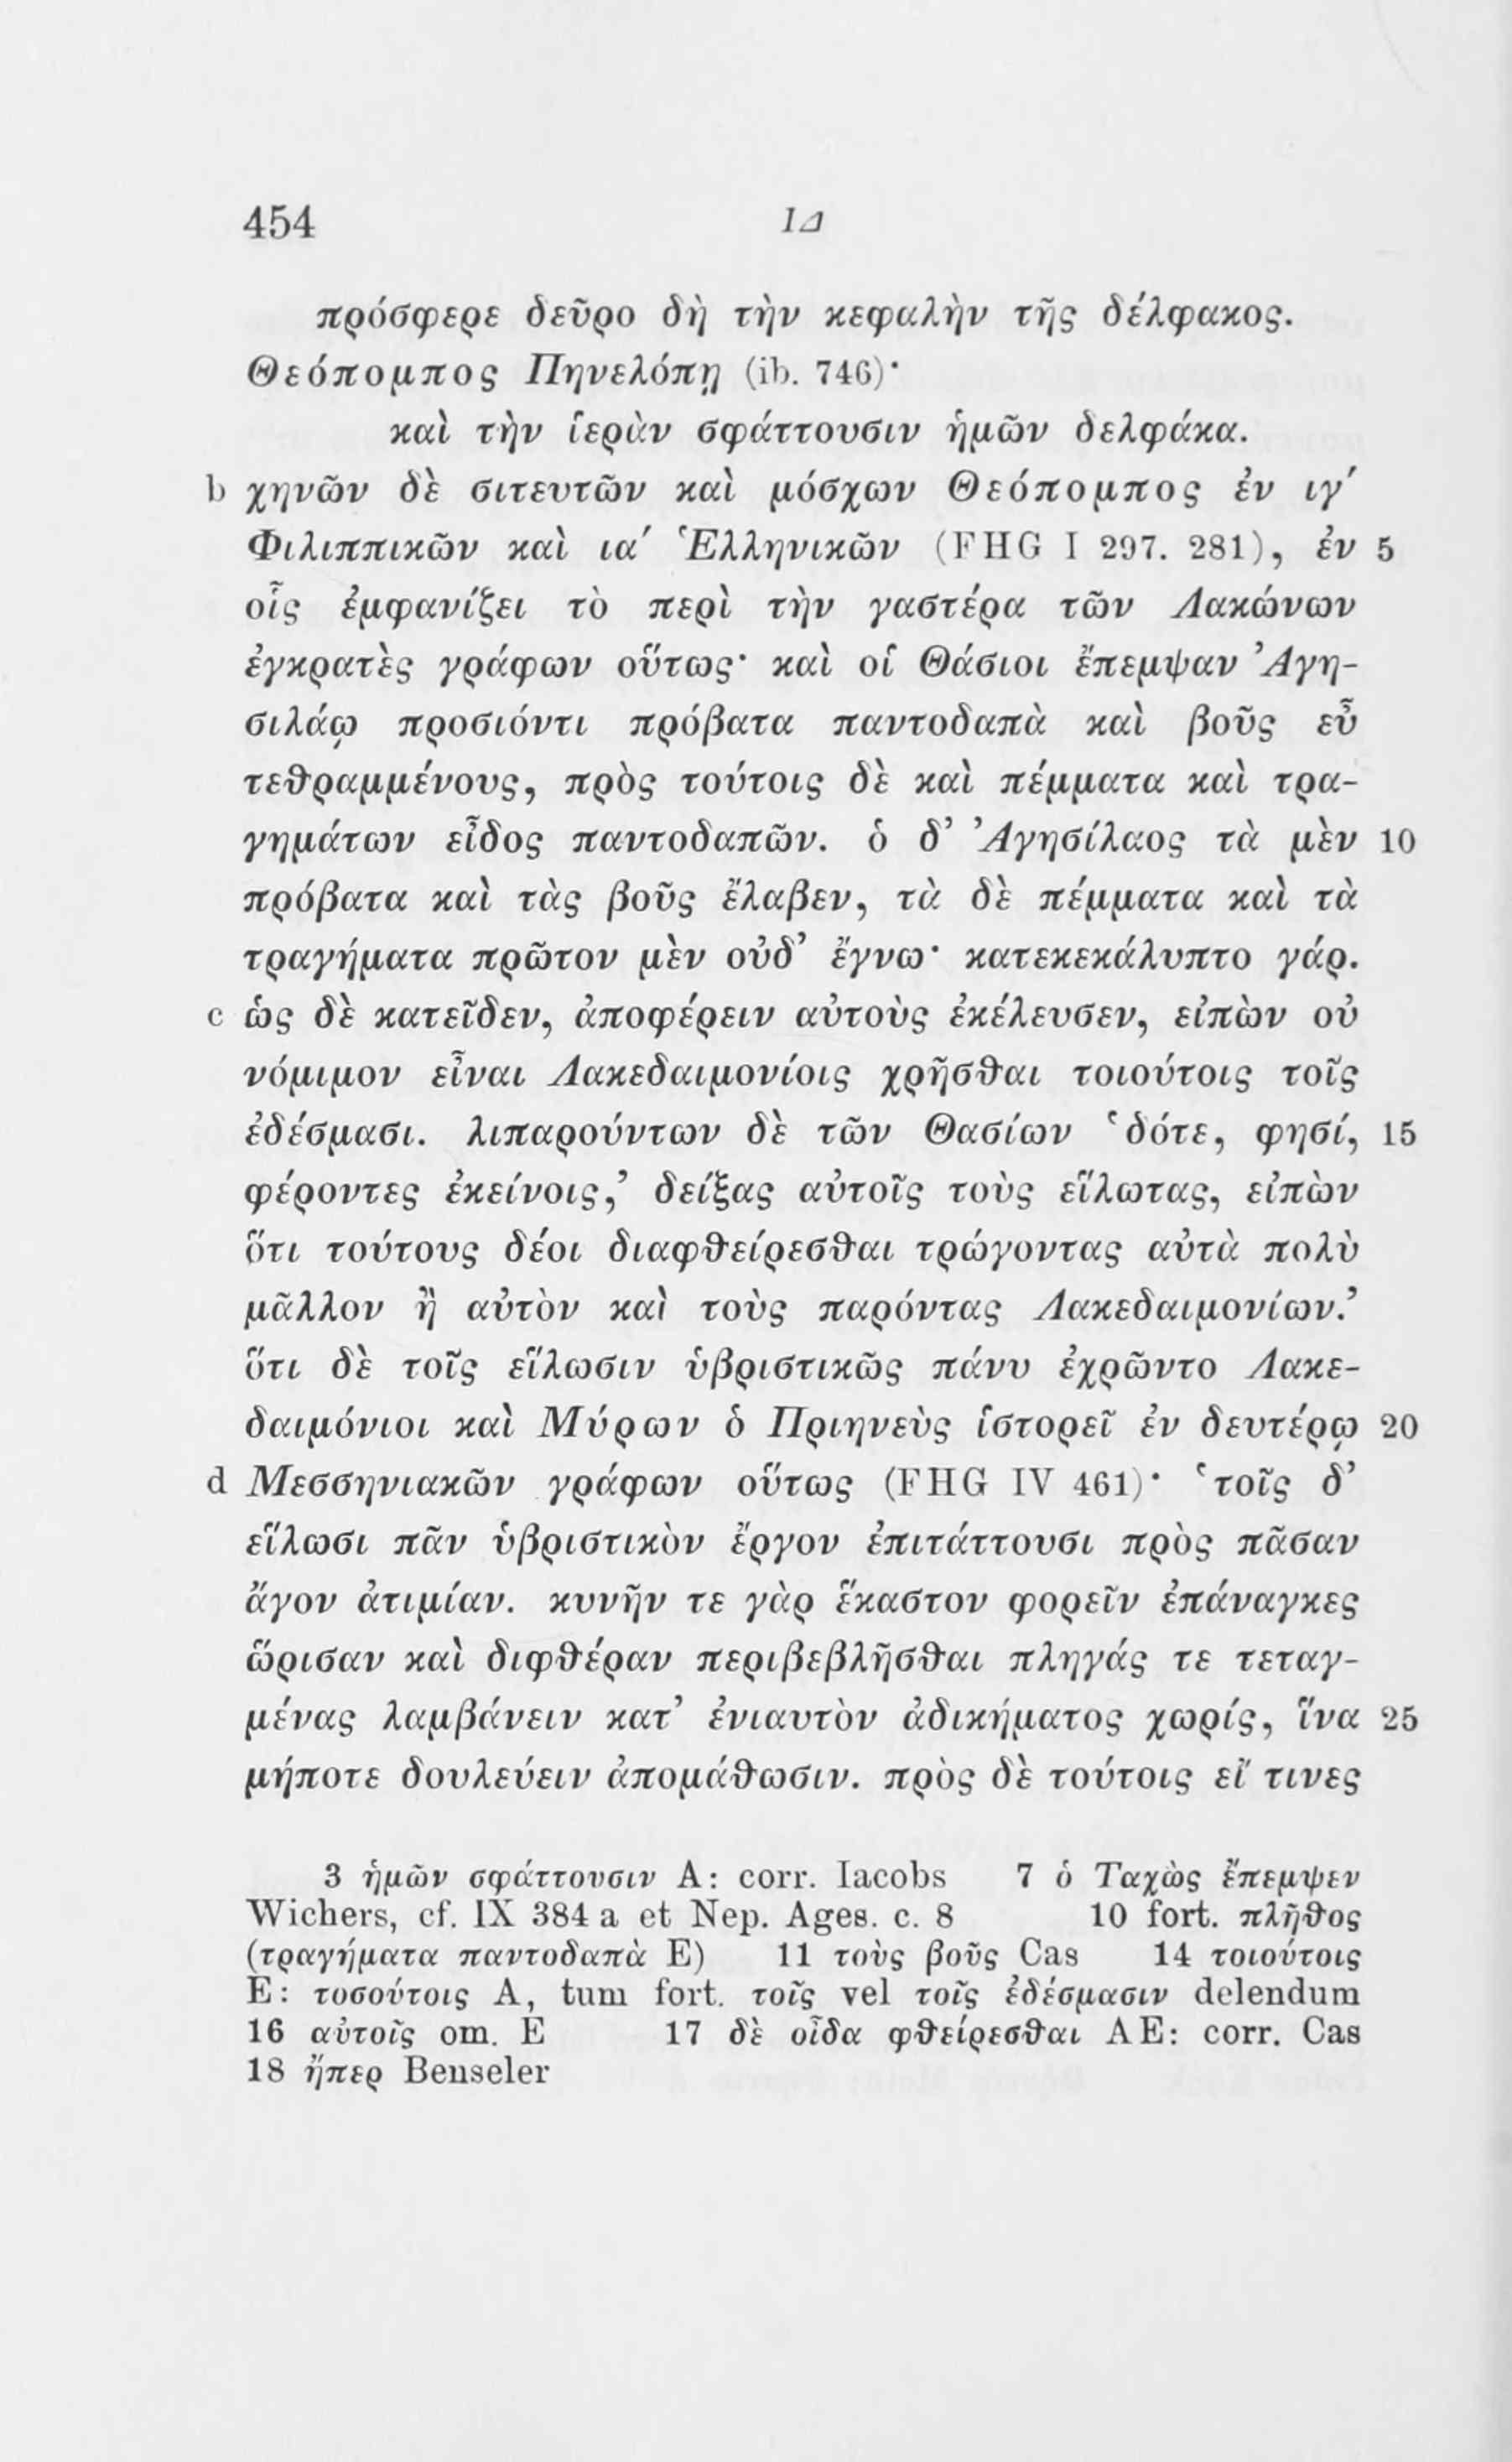 454 ΙΔ
πρόσφερε δεῦρο δὴ τὴν κεφαλὴν τῆς δέλφακος.
Θεόπομπος Πηνελόπῃ (ib. 746)·
καὶ τὴν ἱερὰν σφάττουσιν ἡμῶν δελφάκα.
b χηνῶν δὲ σιτευτῶν καὶ μόσχων Θεόπομπος ἐν ιγʹ
Φιλιππικῶν καὶ ιαʹ Ἑλληνικῶν (FHG I 297. 281), ἐν 5
οἷς ἐμφανίζει τὸ περὶ τὴν γαστέρα τῶν Λακώνων
ἐγκρατὲς γράφων οὕτως· καὶ οἱ Θάσιοι ἔπεμψαν Ἀγη-
σιλάῳ προσιόντι πρόβατα παντοδαπὰ καὶ βοῦς εὖ
τεθραμμένους, πρὸς τούτοις δὲ καὶ πέμματα καὶ τρα-
γημάτων εἶδος παντοδαπῶν. ὁ δ’ Ἀγησίλαος τὰ μὲν 10
πρόβατα καὶ τὰς βοῦς ἔλαβεν, τὰ δὲ πέμματα καὶ τὰ
τραγήματα πρῶτον μὲν οὐδ’ ἔγνω· κατεκεκάλυπτο γάρ.
c ὡς δὲ κατεῖδεν, ἀποφέρειν αὐτοὺς ἐκέλευσεν, εἰπὼν οὐ
νόμιμον εἶναι Λακεδαιμονίοις χρῆσθαι τοιούτοις τοῖς
ἐδέσμασι. λιπαρούντων δὲ τῶν Θασίων ‘δότε, φησί, 15
φέροντες ἐκείνοις,’ δείξας αὐτοῖς τοὺς εἵλωτας, εἰπὼν
ὅτι τούτους δέοι διαφθείρεσθαι τρώγοντας αὐτὰ πολὺ
μᾶλλον ἢ αὑτὸν καὶ τοὺς παρόντας Λακεδαιμονίων.’
ὅτι δὲ τοῖς εἵλωσιν ὑβριστικῶς πάνυ ἐχρῶντο Λακε-
δαιμόνιοι καὶ Μύρων ὁ Πριηνεὺς ἱστορεῖ ἐν δευτέρῳ 20
d Μεσσηνιακῶν γράφων οὕτως (FHG IV 461)· ‘τοῖς δ’
εἵλωσι πᾶν ὑβριστικὸν ἔργον ἐπιτάττουσι πρὸς πᾶσαν
ἄγον ἀτιμίαν. κυνῆν τε γὰρ ἕκαστον φορεῖν ἐπάναγκες
ὥρισαν καὶ διφθέραν περιβεβλῆσθαι πληγάς τε τεταγ-
μένας λαμβάνειν κατ’ ἐνιαυτὸν ἀδικήματος χωρίς, ἵνα 25
μήποτε δουλεύειν ἀπομάθωσιν. πρὸς δὲ τούτοις εἴ τινες
3 ἡμῶν σφάττουσιν A: corr. Iacobs 7 ὁ Ταχὼς ἔπεμψεν
Wichers, cf. IX 384 a et Nep. Ages. c. 8 10 fort. πλῆθος
(τραγήματα παντοδαπὰ E) 11 τοὺς βοῦς Cas 14 τοιούτοις
E: τοσούτοις A, tum fort. τοῖς vel τοῖς ἐδέσμασιν delendum
16 αὐτοῖς om. E 17 δὲ οἶδα φθείρεσθαι AE: corr. Cas
18 ἤπερ Benseler